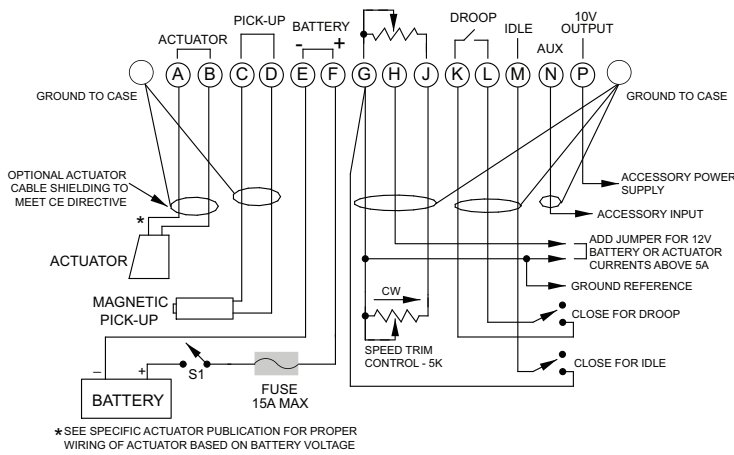 ACTUATOR
PICK-UP
BATTERY
- +
DROOP
IDLE
AUX
10V
OUTPUT
A B C D E F G H J K L M N P
GROUND TO CASE
GROUND TO CASE
OPTIONAL ACTUATOR
CABLE SHIELDING TO
MEET CE DIRECTIVE
*
ACTUATOR
MAGNETIC
PICK-UP
ACCESSORY POWER
SUPPLY
ACCESSORY INPUT
ADD JUMPER FOR 12V
BATTERY OR ACTUATOR
CURRENTS ABOVE 5A
GROUND REFERENCE
CW
SPEED TRIM
CONTROL - 5K
CLOSE FOR DROOP
CLOSE FOR IDLE
– +
BATTERY
S1
FUSE
15A MAX
*SEE SPECIFIC ACTUATOR PUBLICATION FOR PROPER
WIRING OF ACTUATOR BASED ON BATTERY VOLTAGE